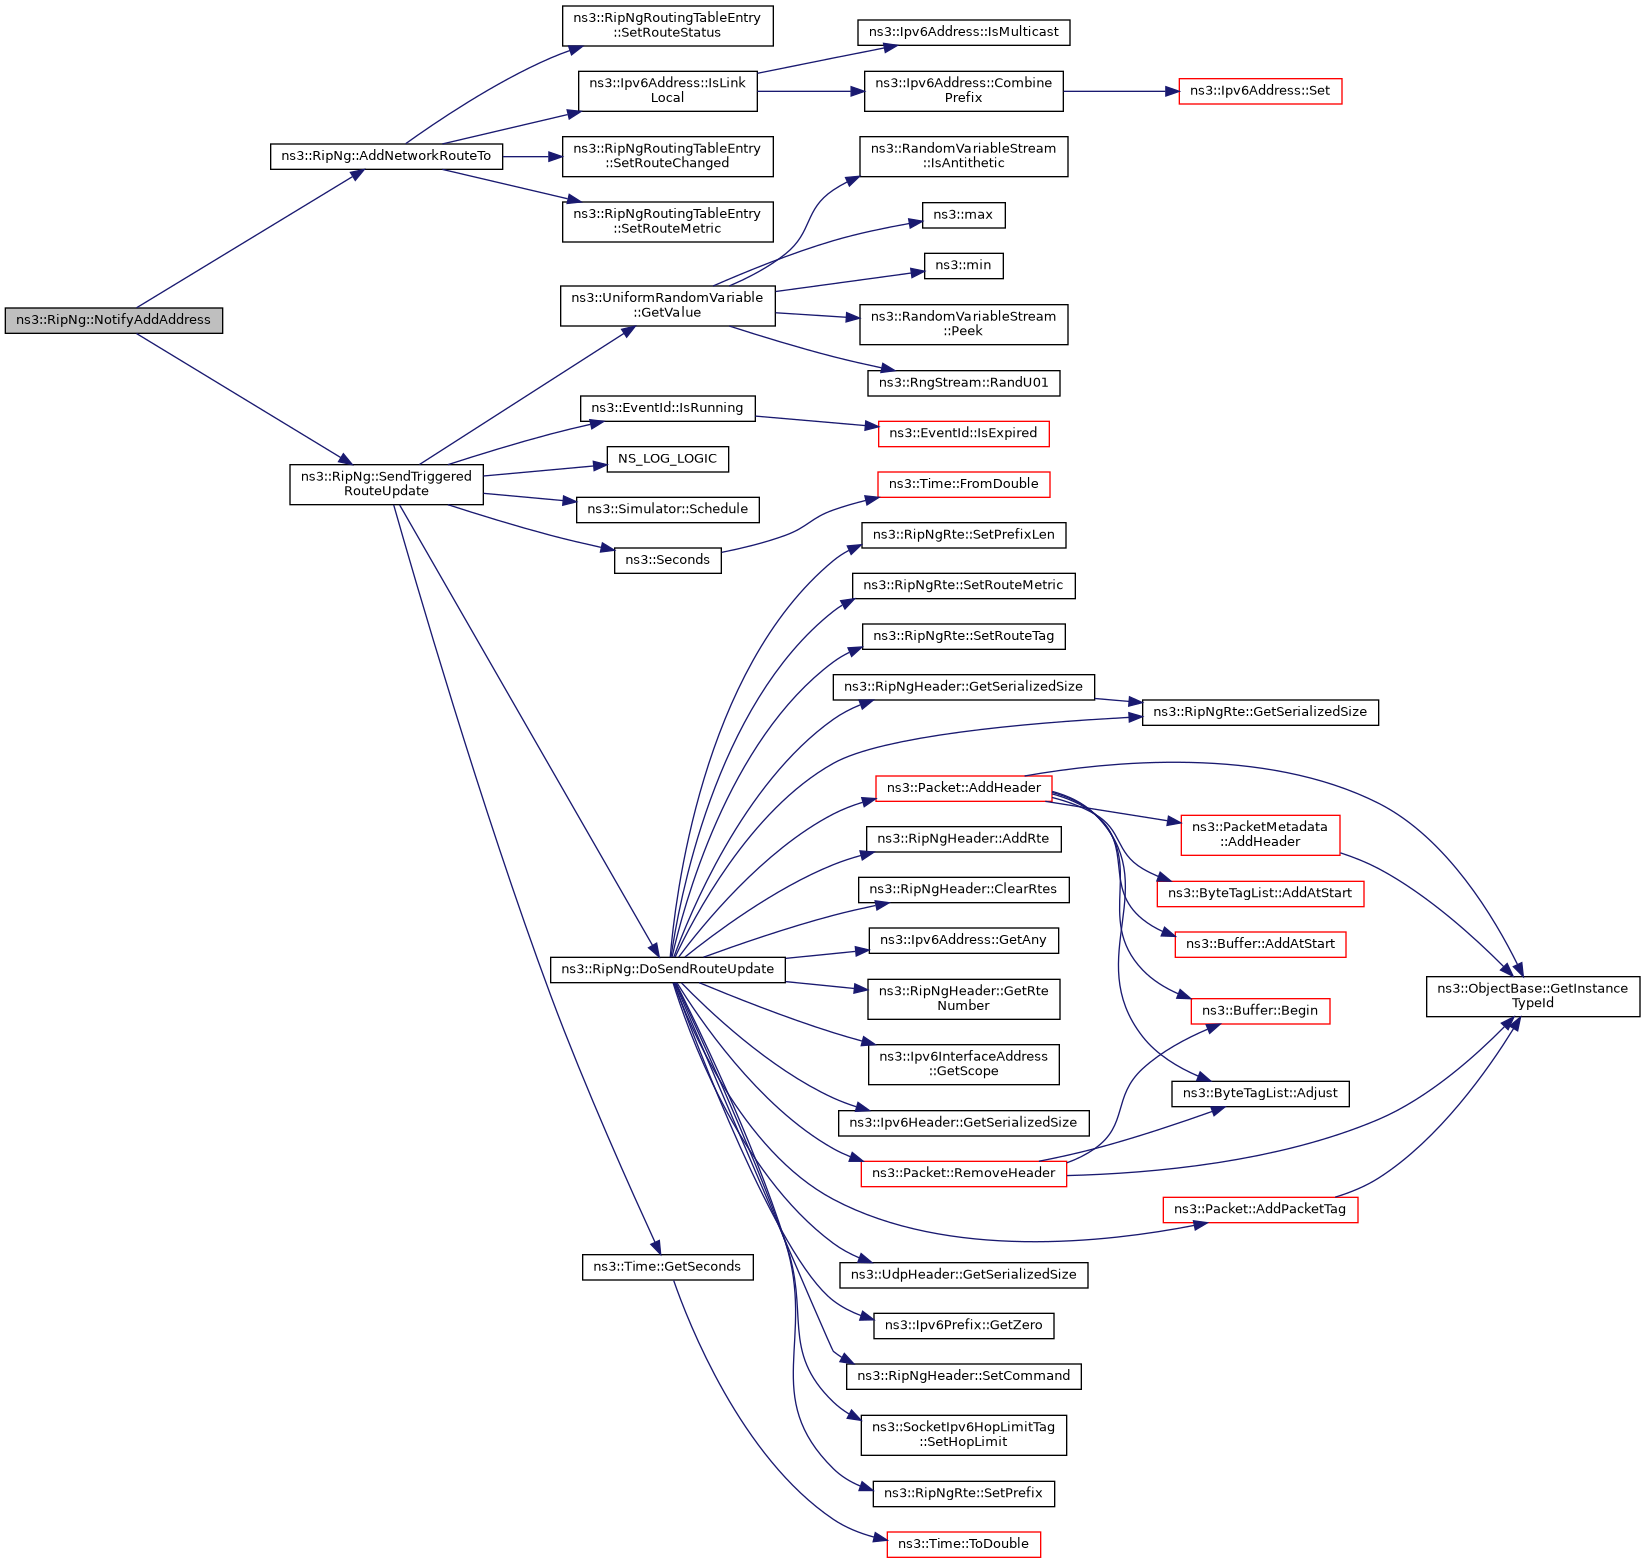 ns3::RipNgRoutingTableEntry
::SetRouteStatus
ns3::Ipv6Address::IsMulticast
ns3::Ipv6Address::IsLink
Local
ns3::Ipv6Address::Combine
Prefix
ns3::Ipv6Address::Set
ns3::RipNg::AddNetworkRouteTo
ns3::RipNgRoutingTableEntry
::SetRouteChanged
ns3::RandomVariableStream
::IsAntithetic
ns3::RipNgRoutingTableEntry
::SetRouteMetric
ns3::max
ns3::min
ns3::UniformRandomVariable
::GetValue
ns3::RipNg::NotifyAddAddress
ns3::RandomVariableStream
::Peek
ns3::RngStream::RandU01
ns3::EventId::IsRunning
ns3::EventId::IsExpired
NS_LOG_LOGIC
ns3::RipNg::SendTriggered
RouteUpdate
ns3::Time::FromDouble
ns3::Simulator::Schedule
ns3::RipNgRte::SetPrefixLen
ns3::Seconds
ns3::RipNgRte::SetRouteMetric
ns3::RipNgRte::SetRouteTag
ns3::RipNgHeader::GetSerializedSize
ns3::RipNgRte::GetSerializedSize
ns3::Packet::AddHeader
ns3::PacketMetadata
::AddHeader
ns3::RipNgHeader::AddRte
ns3::RipNgHeader::ClearRtes
ns3::ByteTagList::AddAtStart
ns3::Ipv6Address::GetAny
ns3::Buffer::AddAtStart
ns3::RipNg::DoSendRouteUpdate
ns3::RipNgHeader::GetRte
Number
ns3::ObjectBase::GetInstance
TypeId
ns3::Buffer::Begin
ns3::Ipv6InterfaceAddress
::GetScope
ns3::ByteTagList::Adjust
ns3::Ipv6Header::GetSerializedSize
ns3::Packet::RemoveHeader
ns3::Packet::AddPacketTag
ns3::Time::GetSeconds
ns3::UdpHeader::GetSerializedSize
ns3::Ipv6Prefix::GetZero
ns3::RipNgHeader::SetCommand
ns3::SocketIpv6HopLimitTag
::SetHopLimit
ns3::RipNgRte::SetPrefix
ns3::Time::ToDouble